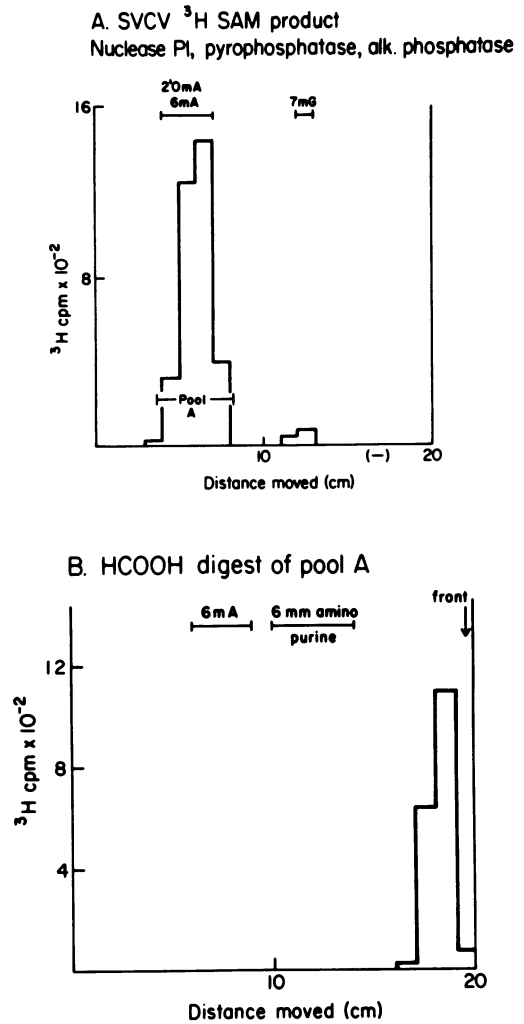 A. SVCV ³H SAM product
Nuclease P1, pyrophosphatase, alk. phosphatase
2'OmA
6mA
7mG
16
8
³H cpm x 10⁻²
Pool
A
10
(−)
20
Distance moved (cm)
B. HCOOH digest of pool A
front
6mA
6 mm amino
purine
12
8
4
³H cpm x 10⁻²
10
20
Distance moved (cm)